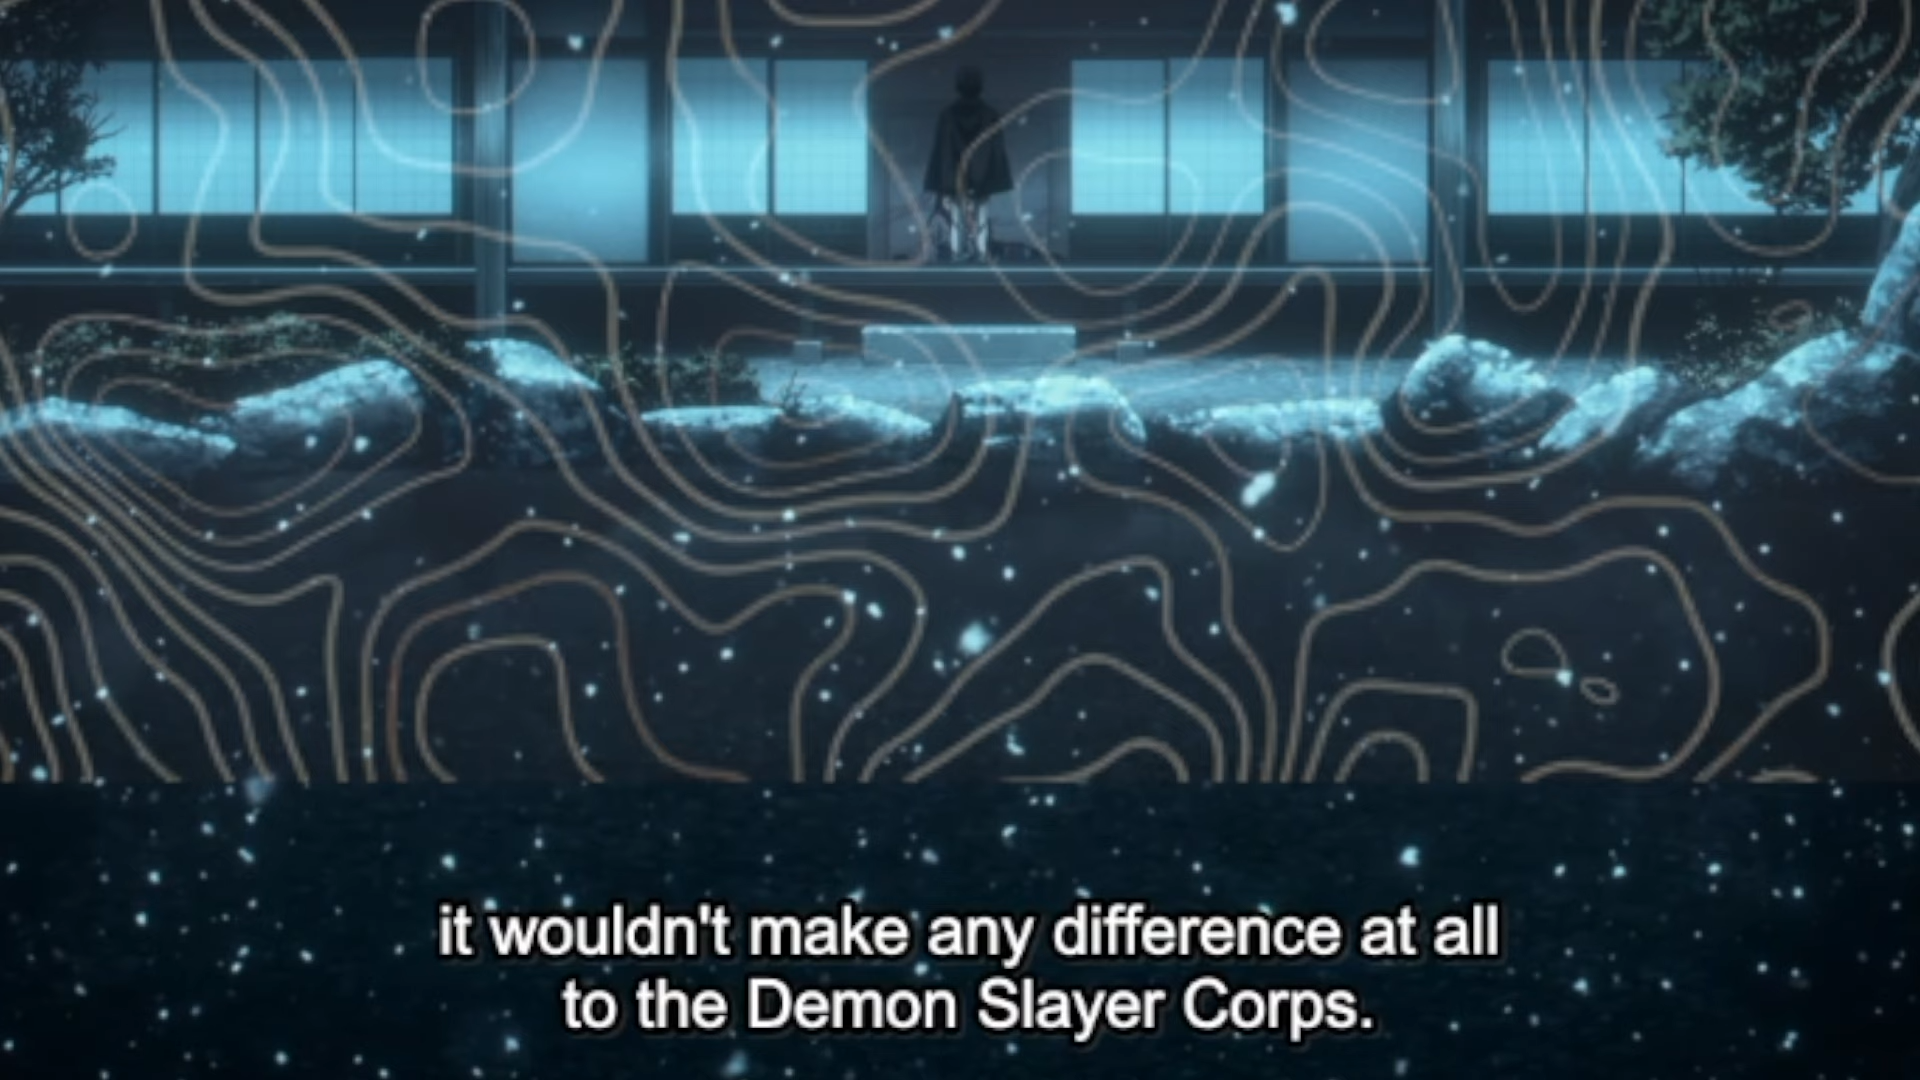 it wouldn't make any difference at all
to the Demon Slayer Corps.